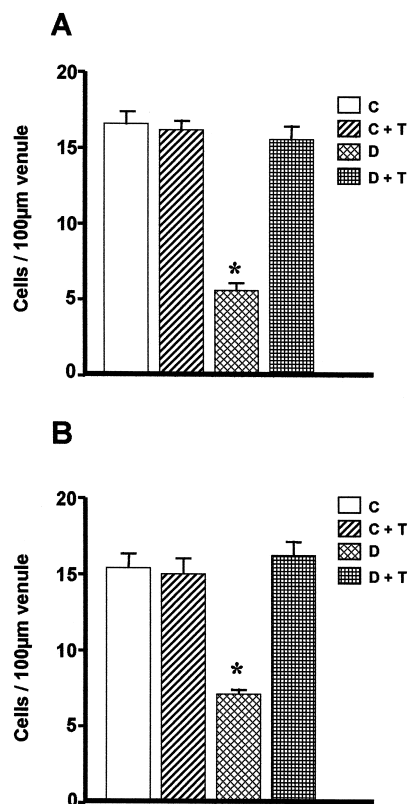 A
20
15
10
5
0
Cells / 100µm venule
*
C
C + T
D
D + T
B
20
15
10
5
0
Cells / 100µm venule
*
C
C + T
D
D + T